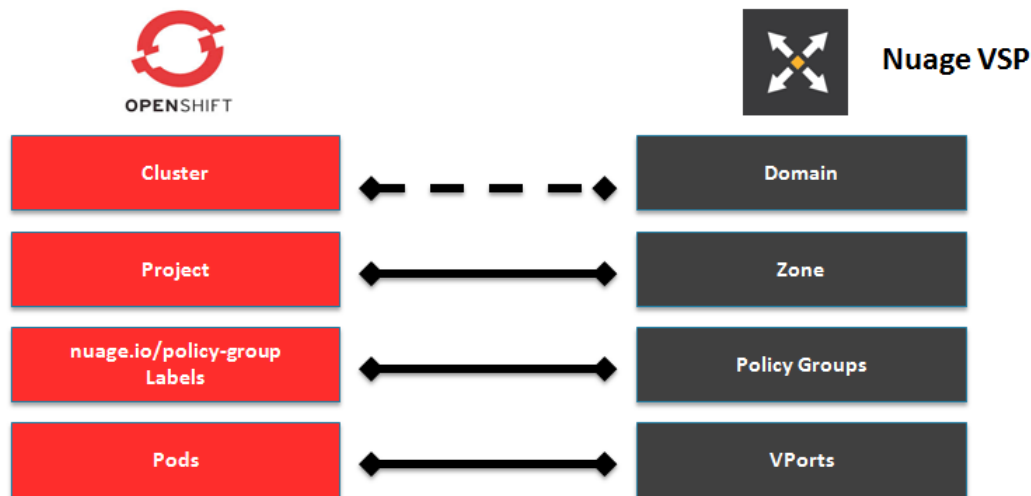 OPENSHIFT
Nuage VSP
Cluster
Domain
Project
Zone
nuage.io/policy-group
Labels
Policy Groups
Pods
VPorts